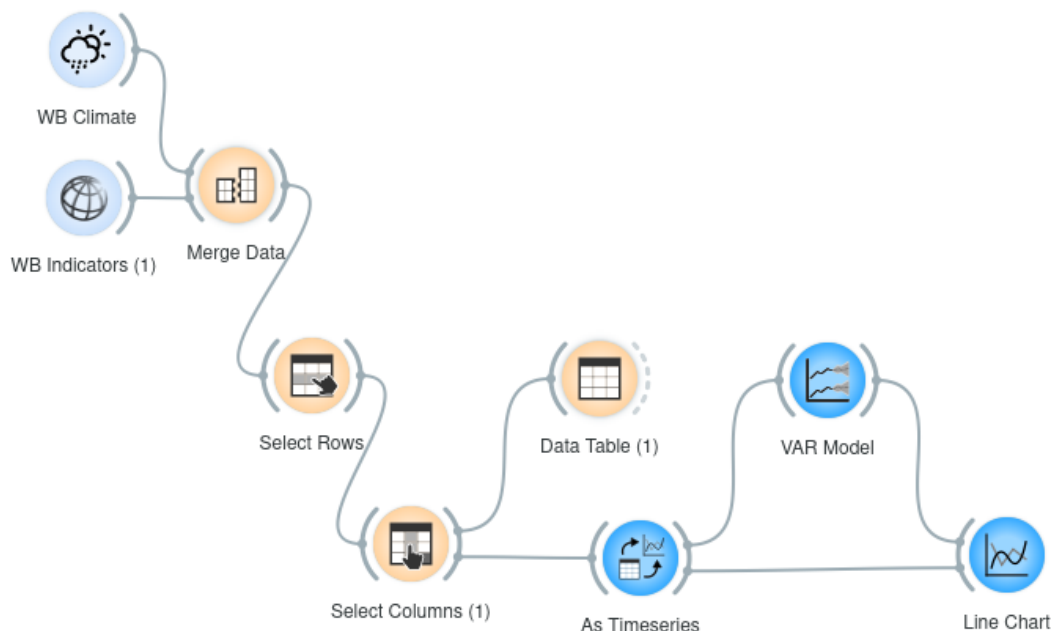 WB Climate
WB Indicators (1)
Merge Data
Select Rows
Data Table (1)
VAR Model
Select Columns (1)
As Timeseries
Line Chart